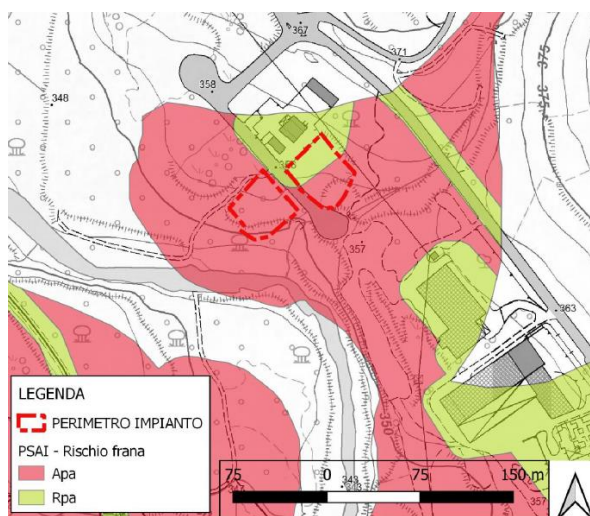 367
371
375
375
358
348
357
363
350
LEGENDA
PERIMETRO IMPIANTO
PSAI - Rischio frana
Apa
Rpa
75 0 75 150 m
343
357